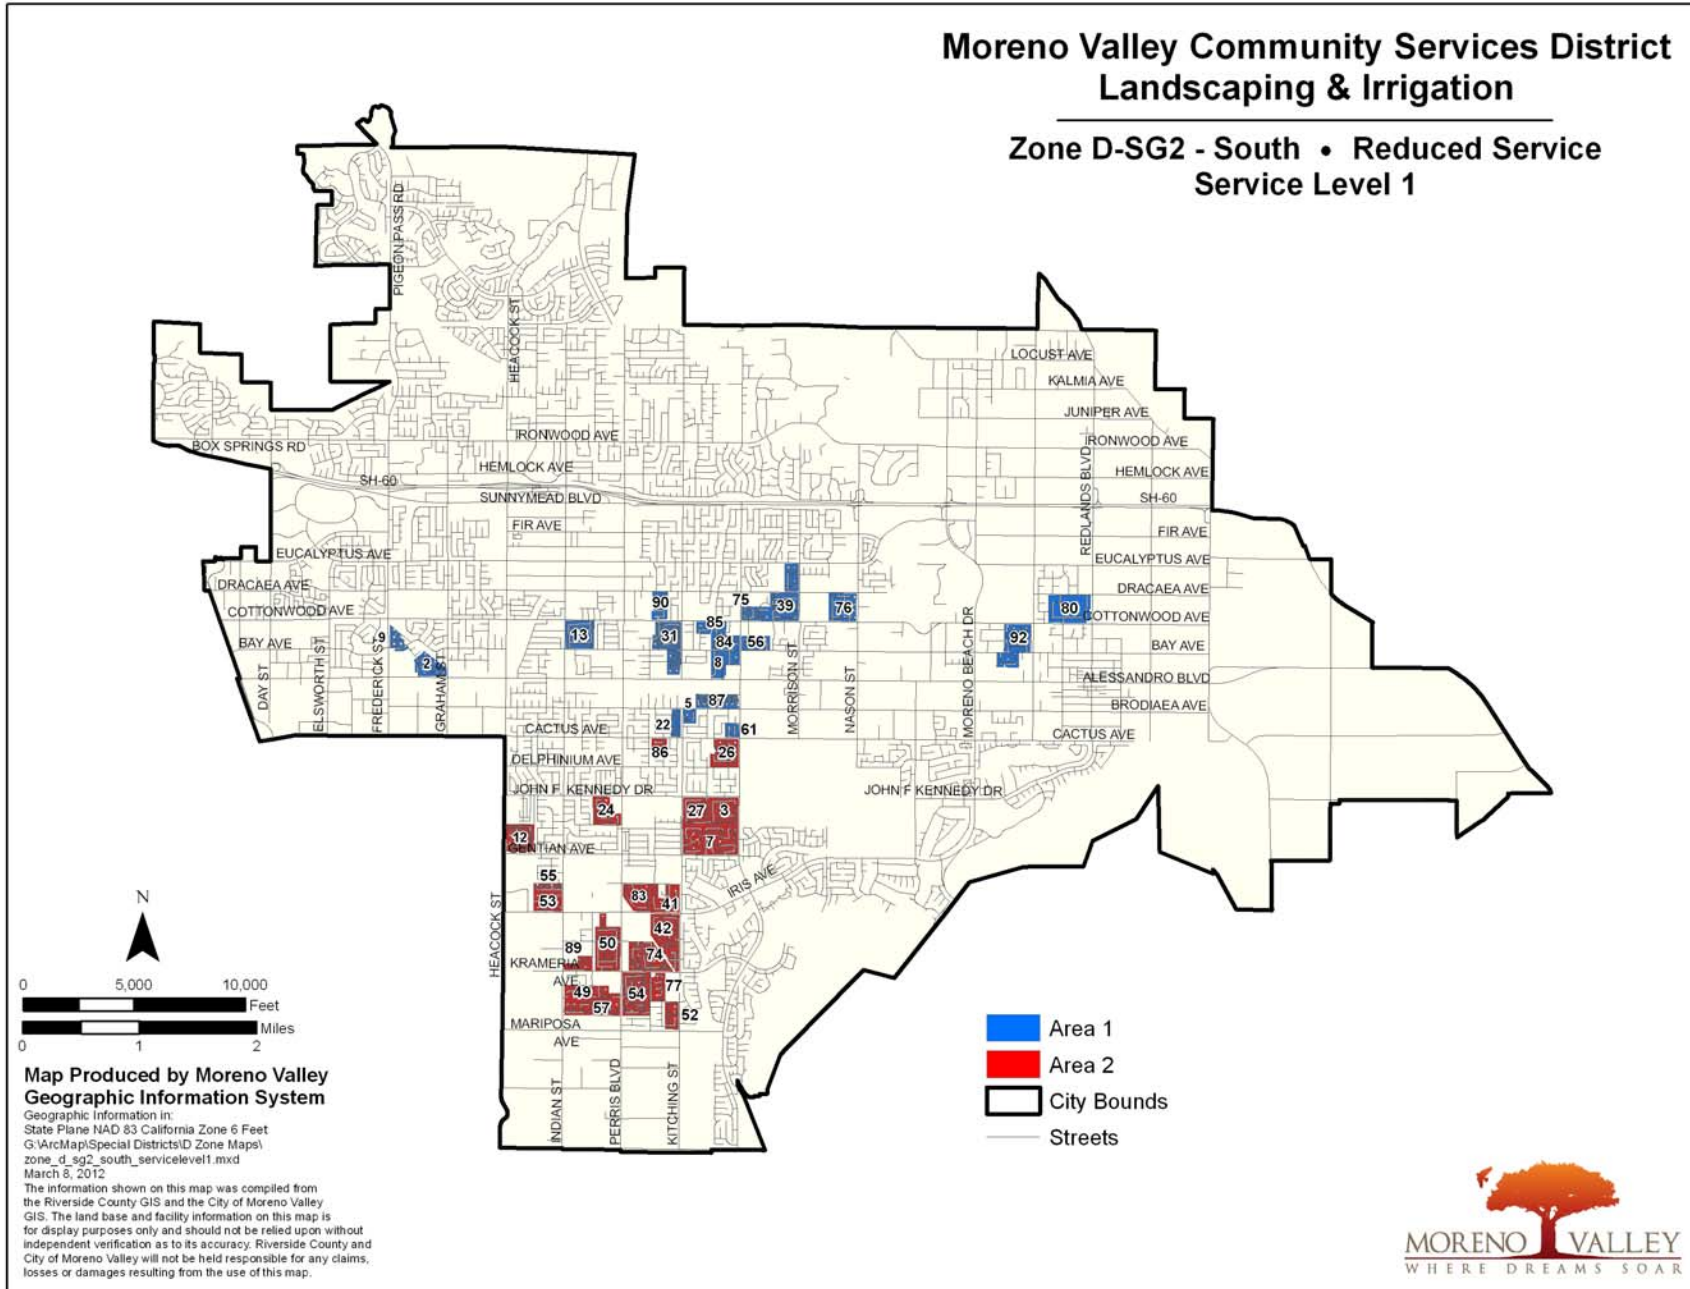 Moreno Valley Community Services District
Landscaping & Irrigation
Zone D-SG2 - South • Reduced Service
Service Level 1
PIGEON PASS RD
HEACOCK ST
LOCUST AVE
KALMIA AVE
JUNIPER AVE
IRONWOOD AVE
IRONWOOD AVE
BOX SPRINGS RD
HEMLOCK AVE
HEMLOCK AVE
SH-60
SUNNYMEAD BLVD
SH-60
REDLANDS BLVD
FIR AVE
FIR AVE
EUCALYPTUS AVE
EUCALYPTUS AVE
DRACAEA AVE
DRACAEA AVE
COTTONWOOD AVE
90
75
39
76
80
COTTONWOOD AVE
BAY AVE
9
13
31
85
84
56
92
BAY AVE
2
8
DAY ST
ELSWORTH ST
FREDERICK ST
GRAHAM ST
MORRISON ST
NASON ST
MORENO BEACH DR
ALESSANDRO BLVD
5
87
BRODIAEA AVE
22
61
CACTUS AVE
CACTUS AVE
86
26
DELPHINIUM AVE
JOHN F KENNEDY DR
JOHN F KENNEDY DR
24
27
3
12
7
GENTIAN AVE
55
53
83
41
IRIS AVE
42
HEACOCK ST
89
50
74
KRAMERIA
AVE
49
54
77
57
52
MARIPOSA
AVE
INDIAN ST
PERRIS BLVD
KITCHING ST
N
0 5,000 10,000
Feet
Miles
0 1 2
Area 1
Area 2
City Bounds
Streets
Map Produced by Moreno Valley
Geographic Information System
Geographic Information in:
State Plane NAD 83 California Zone 6 Feet
G:\ArcMap\Special Districts\D Zone Maps\
zone_d_sg2_south_servicelevel1.mxd
March 8, 2012
The information shown on this map was compiled from
the Riverside County GIS and the City of Moreno Valley
GIS. The land base and facility information on this map is
for display purposes only and should not be relied upon without
independent verification as to its accuracy. Riverside County and
City of Moreno Valley will not be held responsible for any claims,
losses or damages resulting from the use of this map.
MORENO VALLEY
WHERE DREAMS SOAR